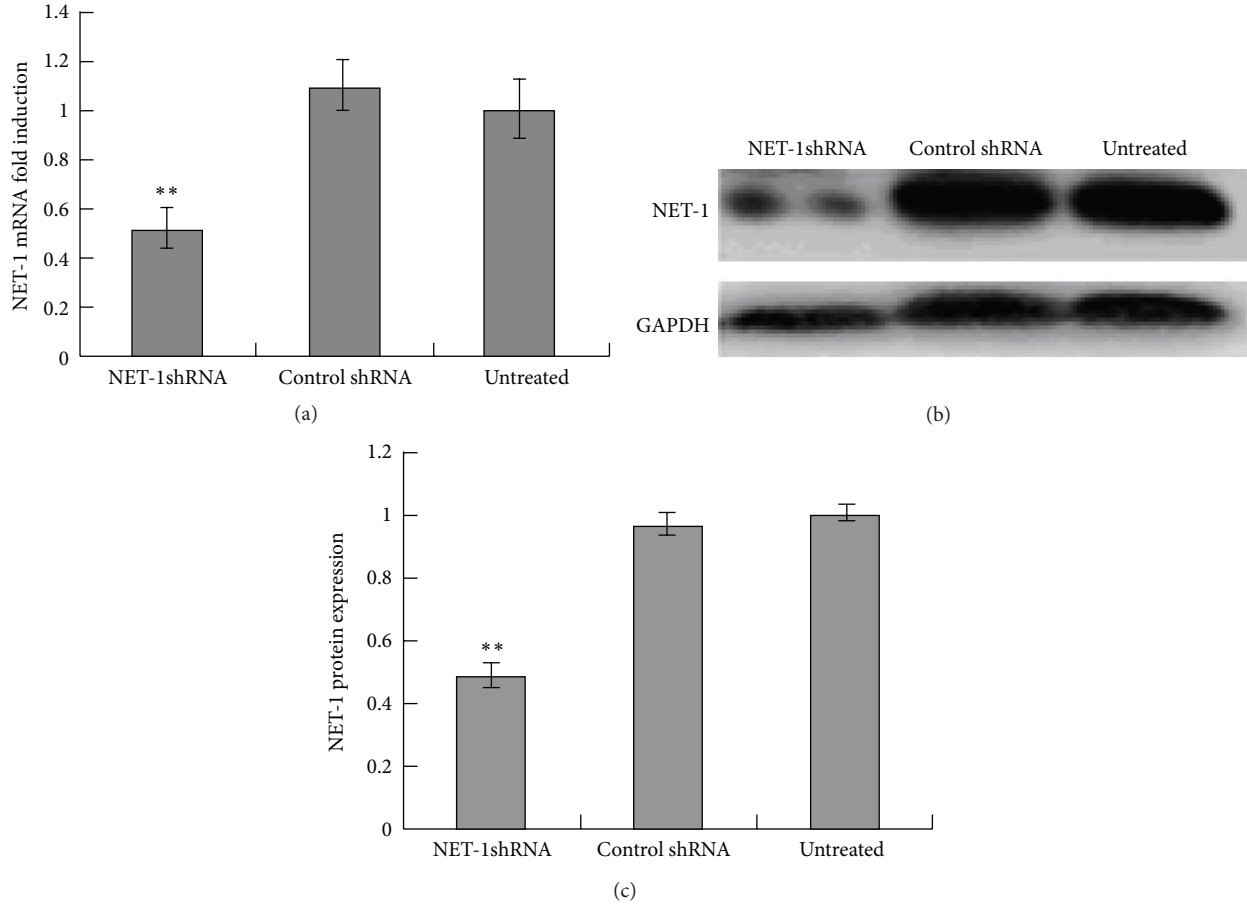 NET-1 mRNA fold induction
1.4
1.2
1
0.8
0.6
0.4
0.2
0
**
NET-1shRNA Control shRNA Untreated
(a)
NET-1shRNA Control shRNA Untreated
NET-1
GAPDH
(b)
NET-1 protein expression
1.2
1
0.8
0.6
0.4
0.2
0
**
NET-1shRNA Control shRNA Untreated
(c)